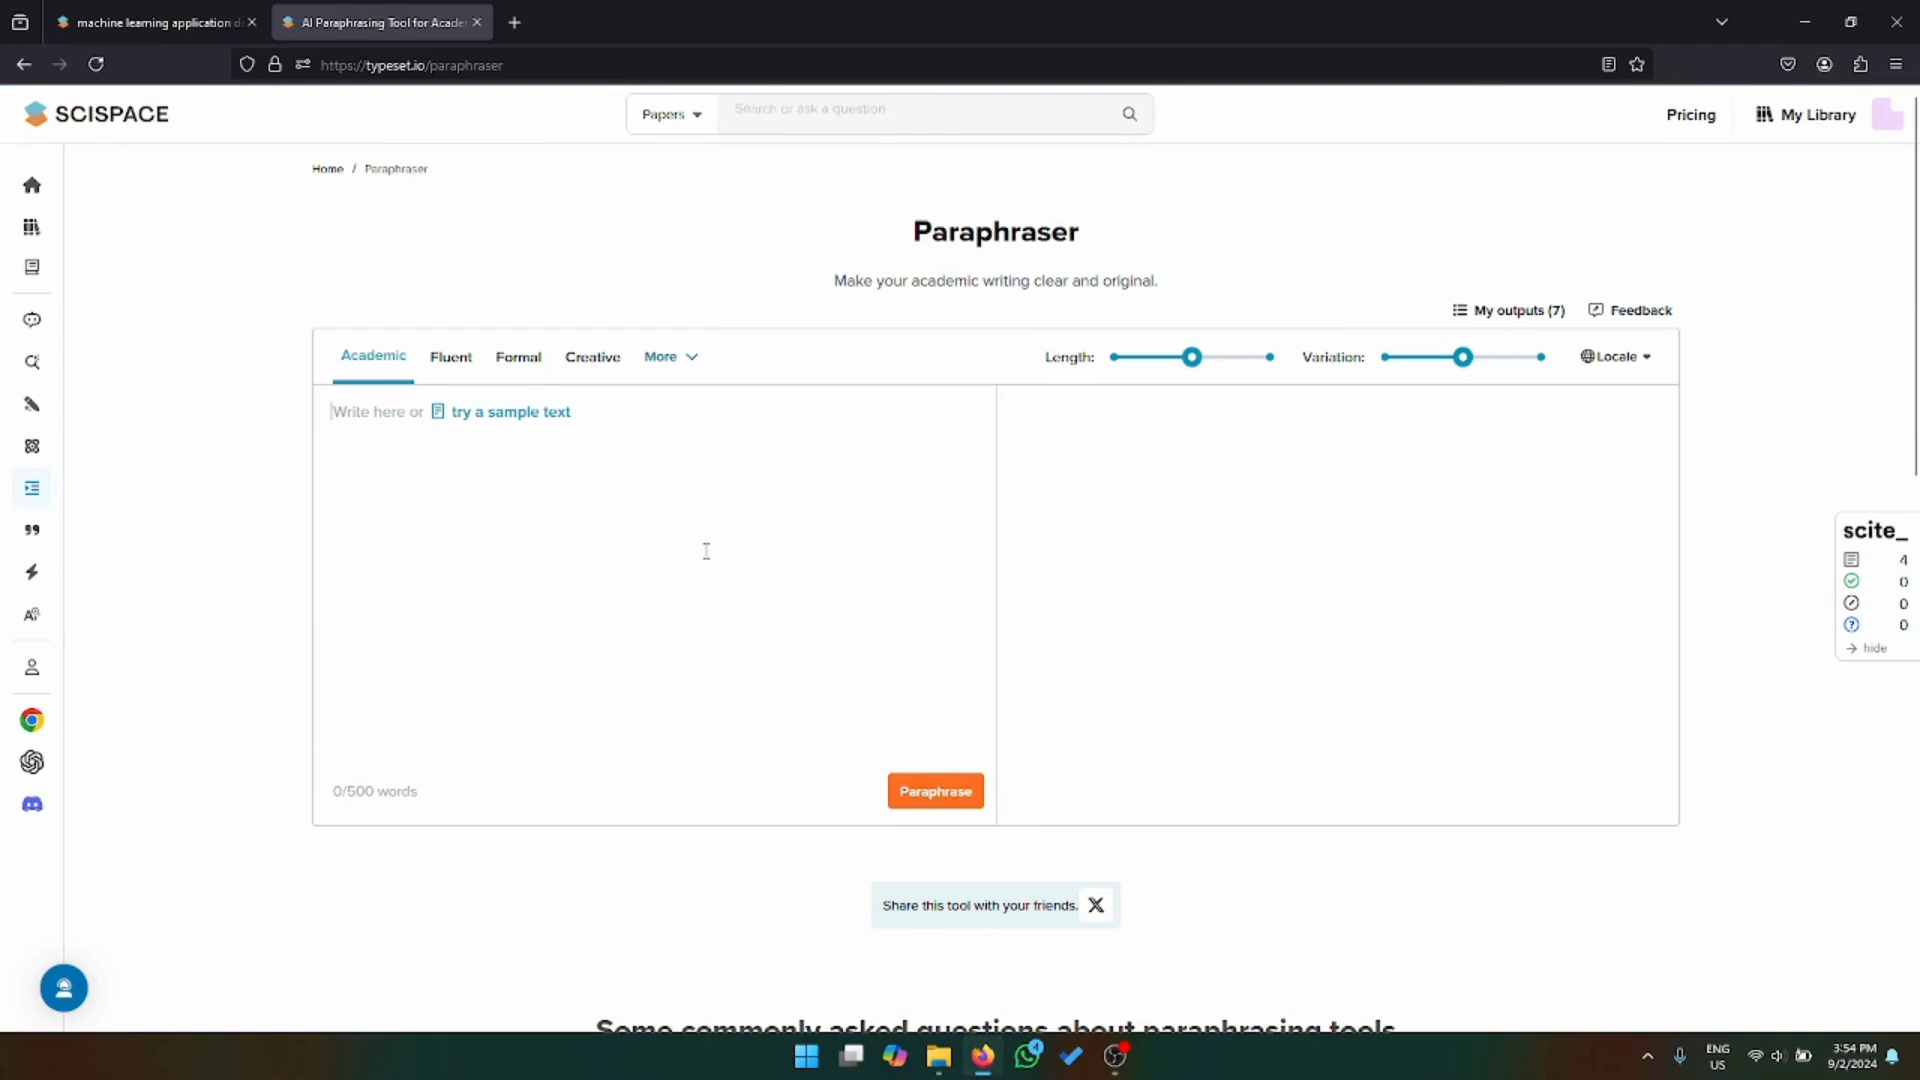 machine learning application d
AI Paraphrasing Tool for Acade
https://typeset.io/paraphraser
SCISPACE
Papers
Search or ask a question
Pricing
My Library
Home / Paraphraser
Paraphraser
Make your academic writing clear and original.
My outputs (7)
Feedback
Academic
Fluent
Formal
Creative
More
Length:
Variation:
Locale
Write here or try a sample text
0/500 words
Paraphrase
scite_
4
0
0
0
hide
Share this tool with your friends.
Some commonly asked questions about paraphrasing tools
4
ENG
US
3:54 PM
9/2/2024